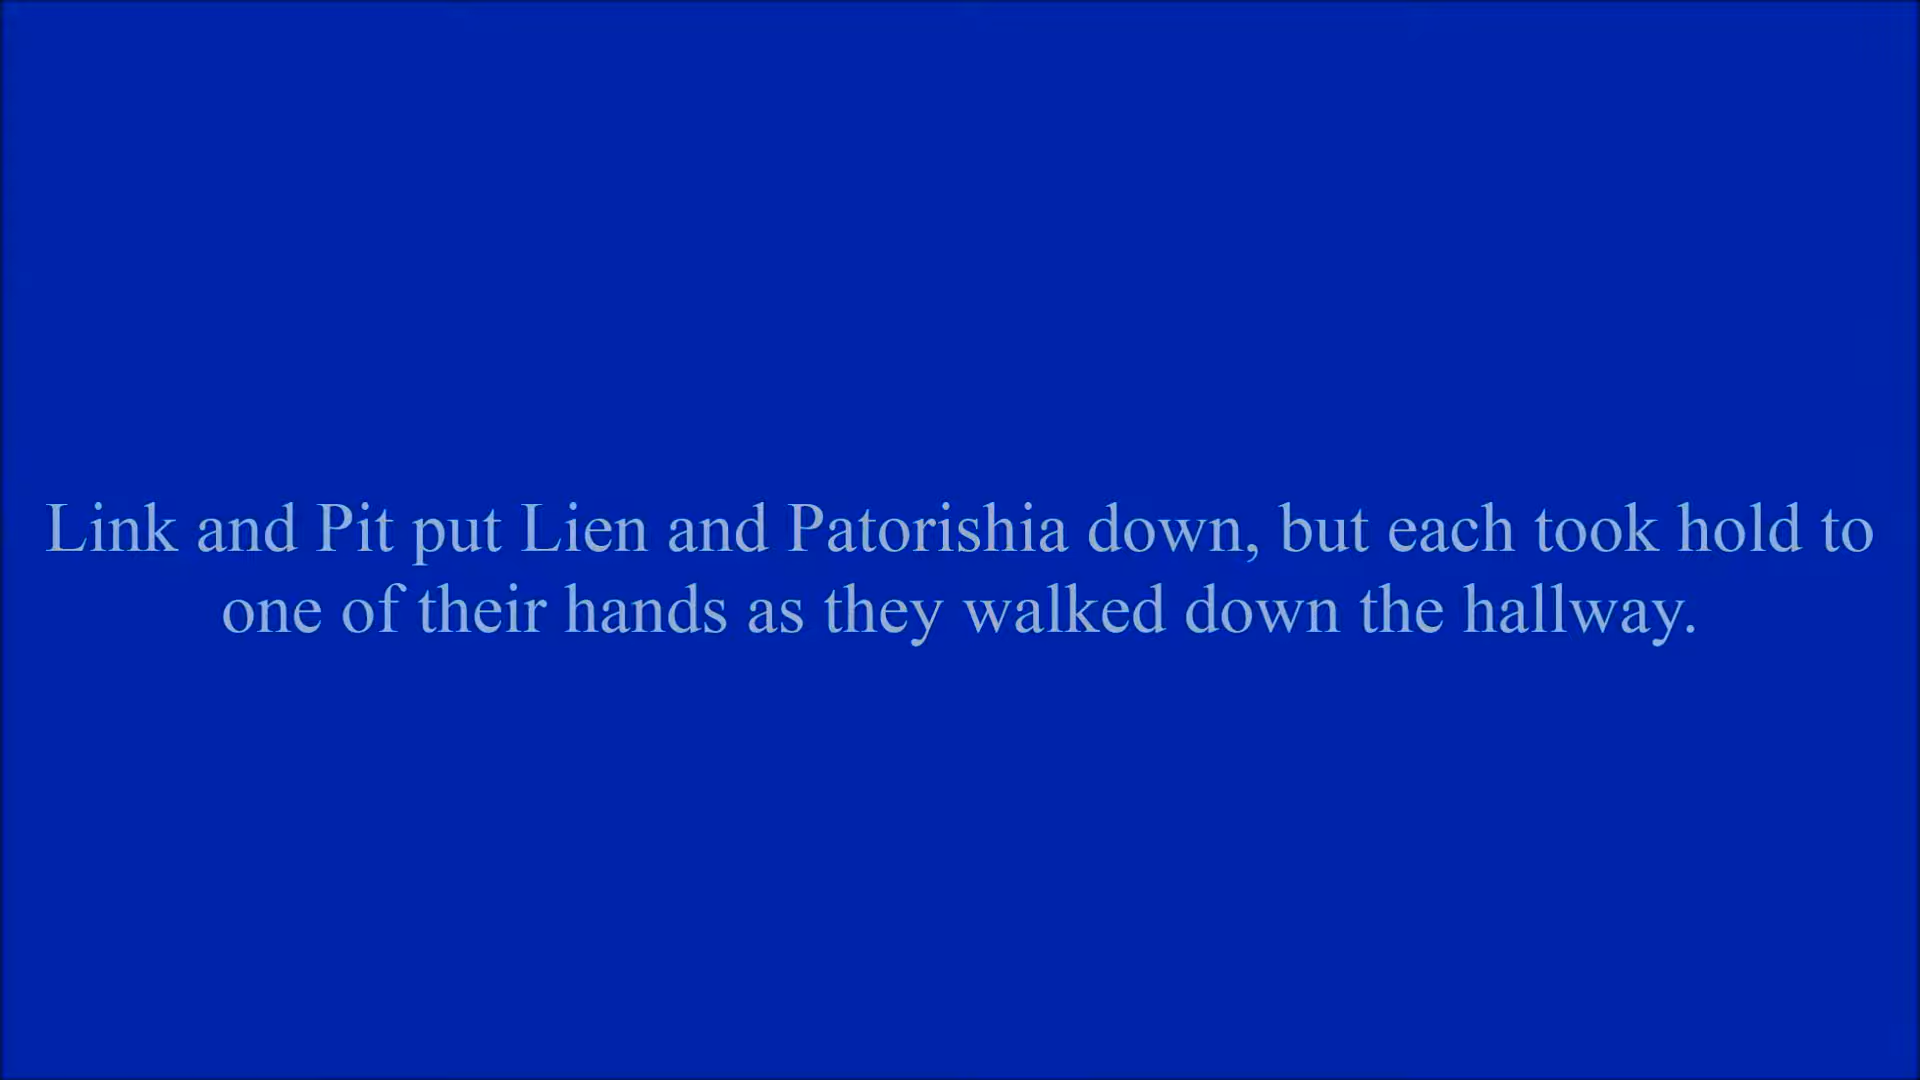 Link and Pit put Lien and Patorishia down, but each took hold to
one of their hands as they walked down the hallway.